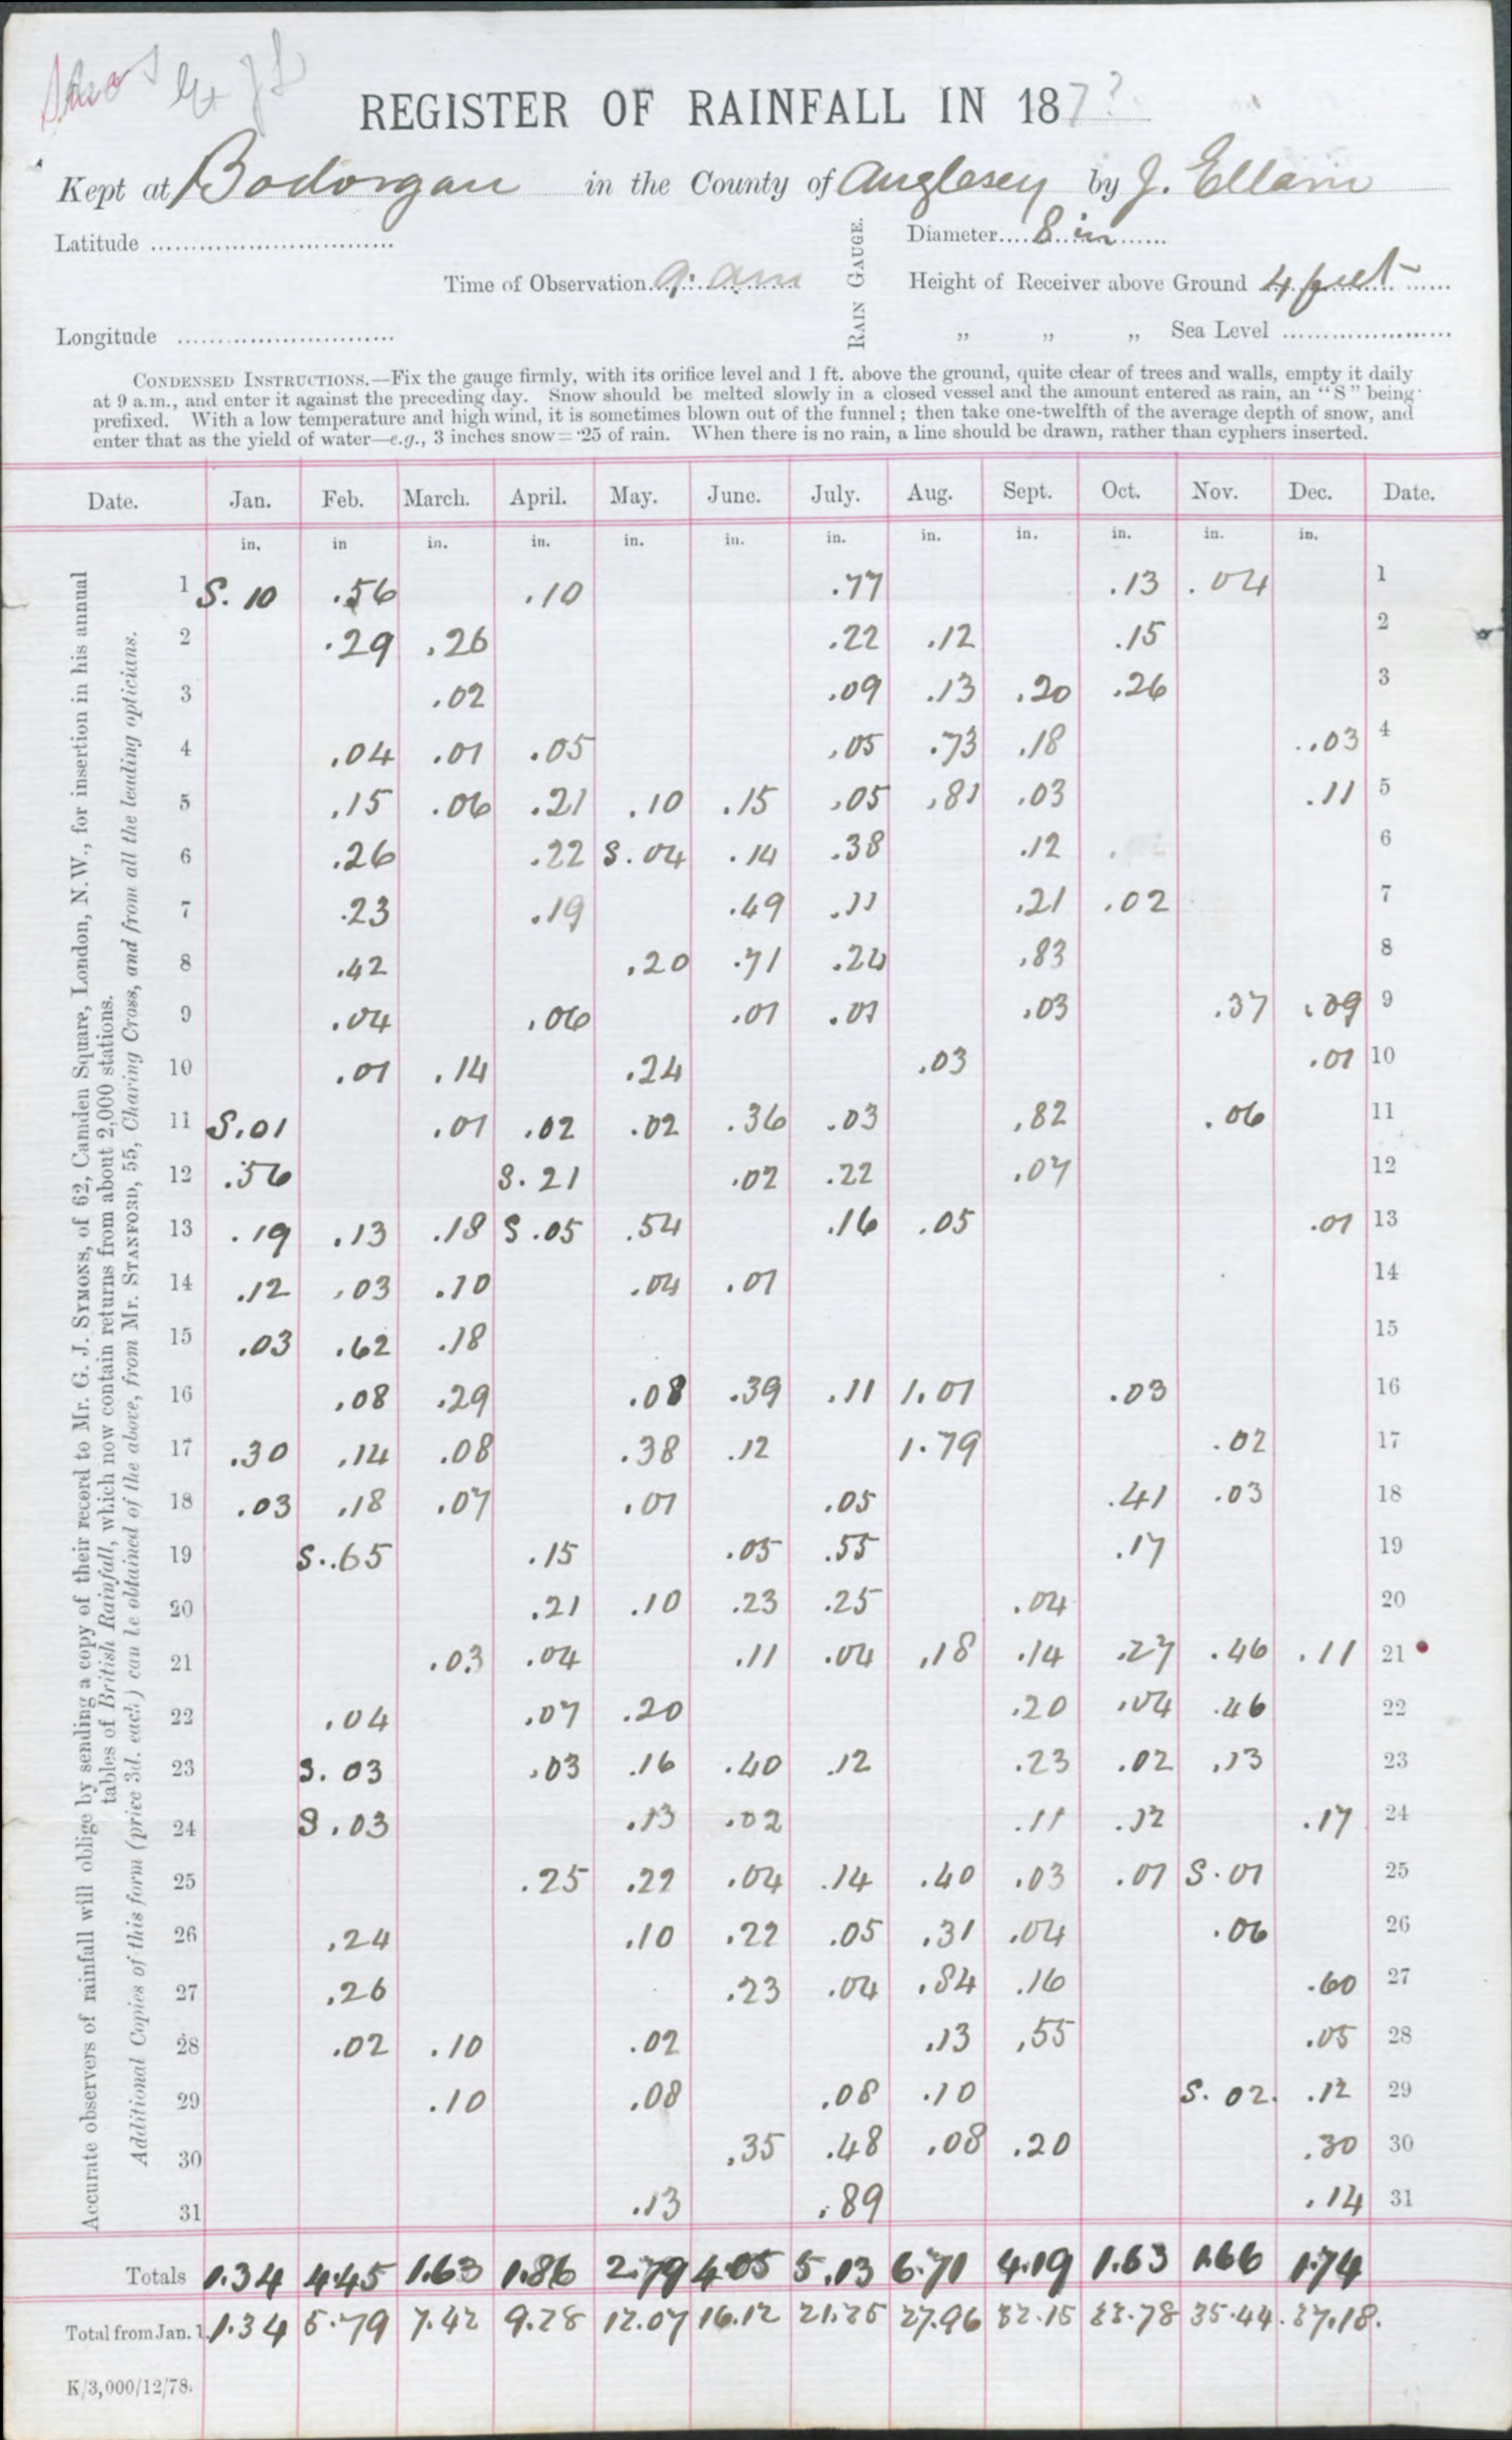 REGISTER OF RAINFALL IN 187?
Kept at Bodorgan in the County of Anglesey by J. Ellam
Latitude
Diameter 8 in
Time of Observation 9. am
RAIN GAUGE.
Height of Receiver above Ground 4 feet
Longitude
„ „ „ Sea Level
CONDENSED INSTRUCTIONS.—Fix the gauge firmly, with its orifice level and 1 ft. above the ground, quite clear of trees and walls, empty it daily
at 9 a.m., and enter it against the preceding day. Snow should be melted slowly in a closed vessel and the amount entered as rain, an "S" being
prefixed. With a low temperature and high wind, it is sometimes blown out of the funnel; then take one-twelfth of the average depth of snow, and
enter that as the yield of water—e.g., 3 inches snow=·25 of rain. When there is no rain, a line should be drawn, rather than cyphers inserted.
Date. Jan. Feb. March. April. May. June. July. Aug. Sept. Oct. Nov. Dec. Date.
in. in in. in. in. in. in. in. in. in. in. in.
1 S. 10 .56 .10 .77 .13 .04 1
2 .29 .26 .22 .12 .15 2
3 .02 .09 .13 .20 .26 3
4 .04 .01 .05 .05 .73 .18 .03 4
5 .15 .06 .21 .10 .15 .05 .81 .03 .11 5
6 .26 .22 S. 04 .14 .38 .12 6
7 .23 .19 .49 .11 .21 .02 7
8 .42 .20 .71 .24 .83 8
9 .04 .06 .01 .01 .03 .37 .09 9
10 .01 .14 .24 .03 .01 10
11 S.01 .01 .02 .02 .36 .03 .82 .06 11
12 .56 S. 21 .02 .22 .07 12
13 .19 .13 .18 S .05 .54 .16 .05 .01 13
14 .12 .03 .10 .04 .01 14
15 .03 .62 .18 15
16 .08 .29 .08 .39 .11 1.01 .03 16
17 .30 .14 .08 .38 .12 1.79 .02 17
18 .03 .18 .07 .01 .05 .41 .03 18
19 S..65 .15 .05 .55 .17 19
20 .21 .10 .23 .25 .04 20
21 .03 .04 .11 .04 .18 .14 .27 .46 .11 21
22 .04 .07 .20 .20 .04 .46 22
23 S. 03 .03 .16 .40 .12 .23 .02 .13 23
24 S .03 .13 .02 .11 .12 .17 24
25 .25 .22 .04 .14 .40 .03 .01 S. 01 25
26 .24 .10 .22 .05 .31 .04 .06 26
27 .26 .23 .04 .84 .16 .60 27
28 .02 .10 .02 .13 .55 .05 28
29 .10 .08 .08 .10 S. 02. .12 29
30 .35 .48 .08 .20 .30 30
31 .13 .89 .14 31
Totals 1.34 4.45 1.63 1.86 2.79 4.05 5.13 6.71 4.19 1.63 1.66 1.74
Total from Jan. 1. 1.34 5.79 7.42 9.28 12.07 16.12 21.25 27.96 32.15 33.78 35.44. 37.18.
K/3,000/12/78.
Accurate observers of rainfall will oblige by sending a copy of their record to Mr. G. J. SYMONS, of 62, Camden Square, London, N.W., for insertion in his annual
tables of British Rainfall, which now contain returns from about 2,000 stations.
Additional Copies of this form (price 3d. each) can be obtained of the above, from Mr. STANFORD, 55, Charing Cross, and from all the leading opticians.